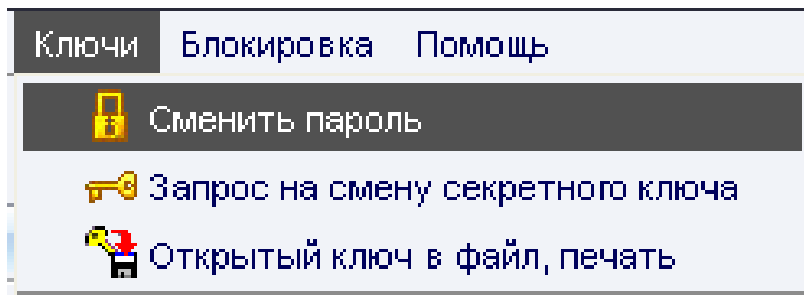 Ключи Блокировка Помощь
Сменить пароль
Запрос на смену секретного ключа
Открытый ключ в файл, печать